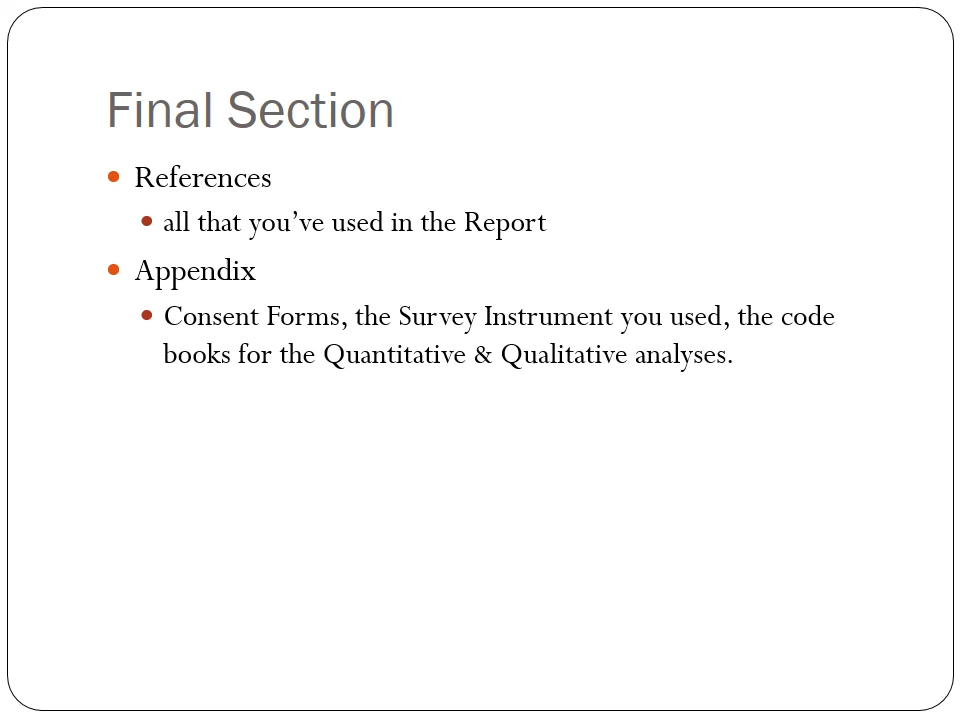 Final Section
References
all that you’ve used in the Report
Appendix
Consent Forms, the Survey Instrument you used, the code
books for the Quantitative & Qualitative analyses.